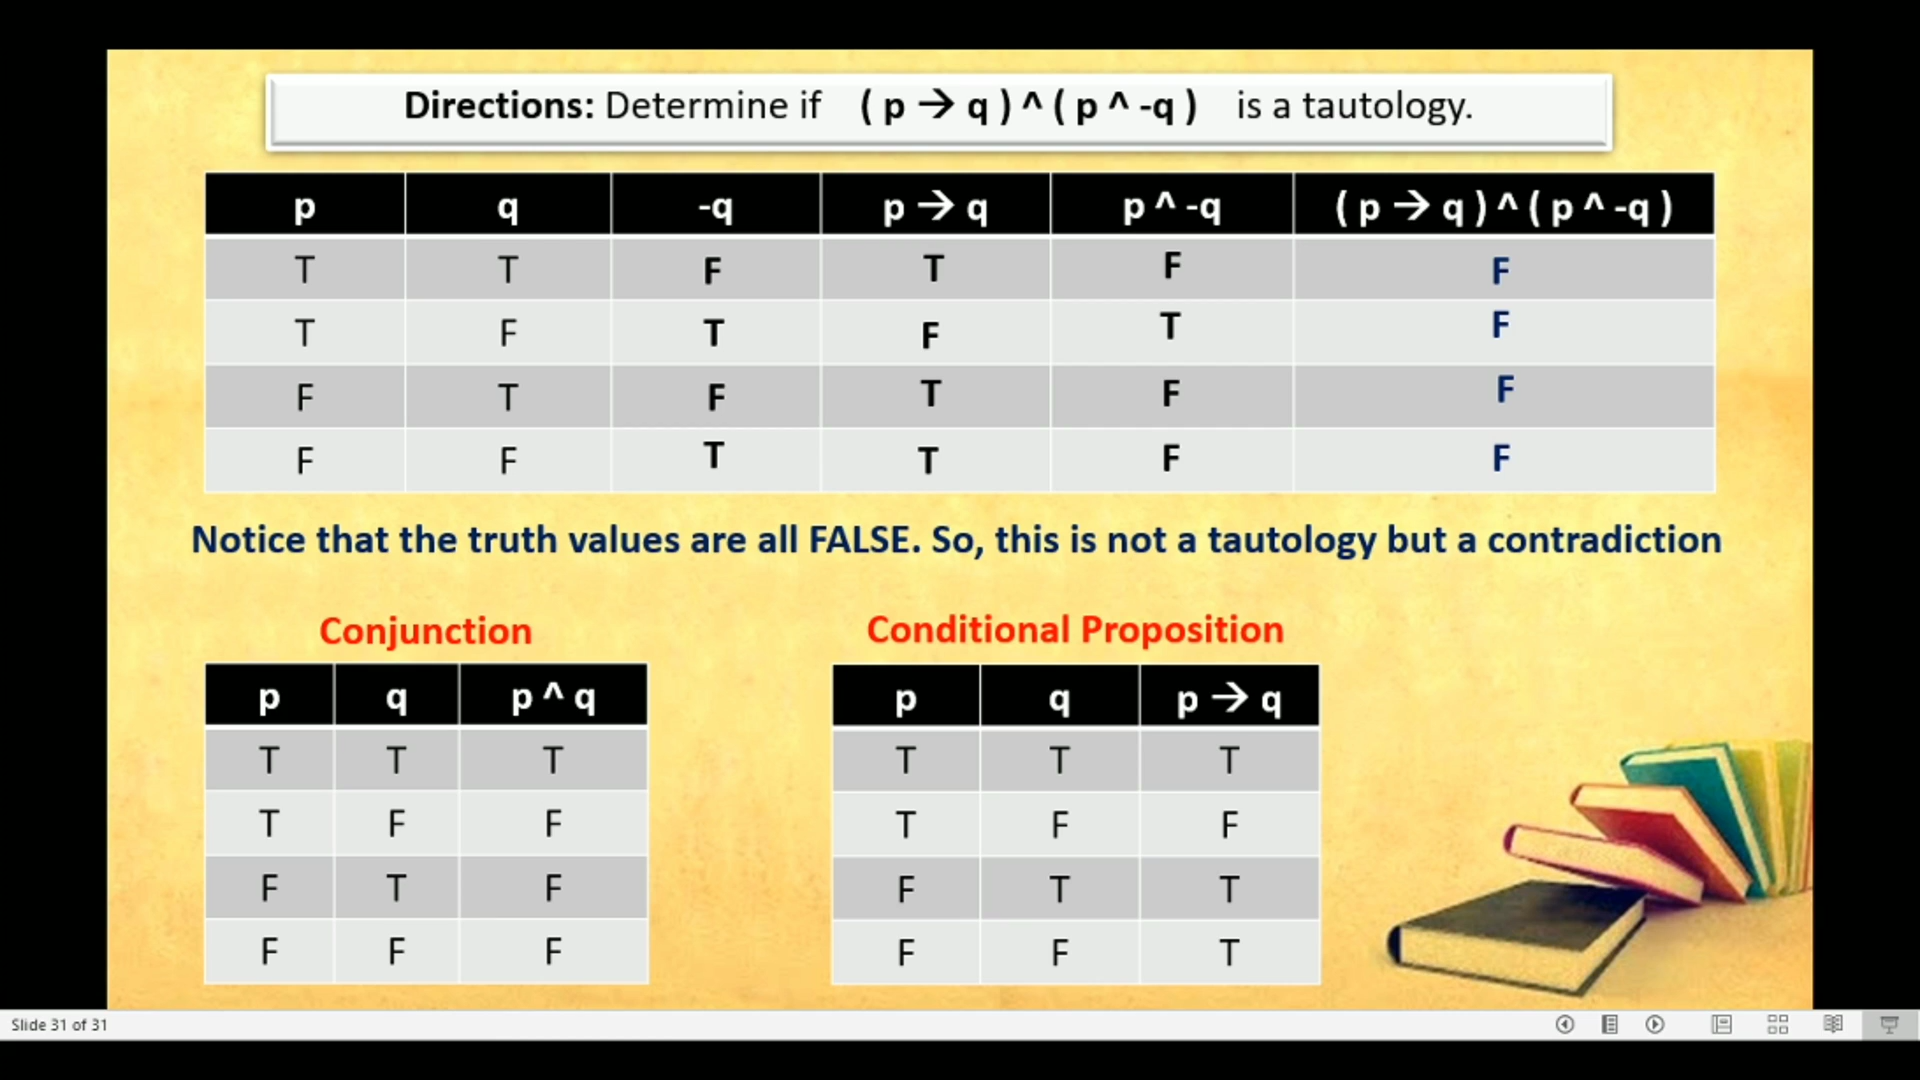 Directions: Determine if ( p → q ) ^ ( p ^ -q ) is a tautology.
p q -q p → q p ^ -q ( p → q ) ^ ( p ^ -q )
T T F T F F
T F T F T F
F T F T F F
F F T T F F
Notice that the truth values are all FALSE. So, this is not a tautology but a contradiction
Conjunction
p q p ^ q
T T T
T F F
F T F
F F F
Conditional Proposition
p q p → q
T T T
T F F
F T T
F F T
Slide 31 of 31